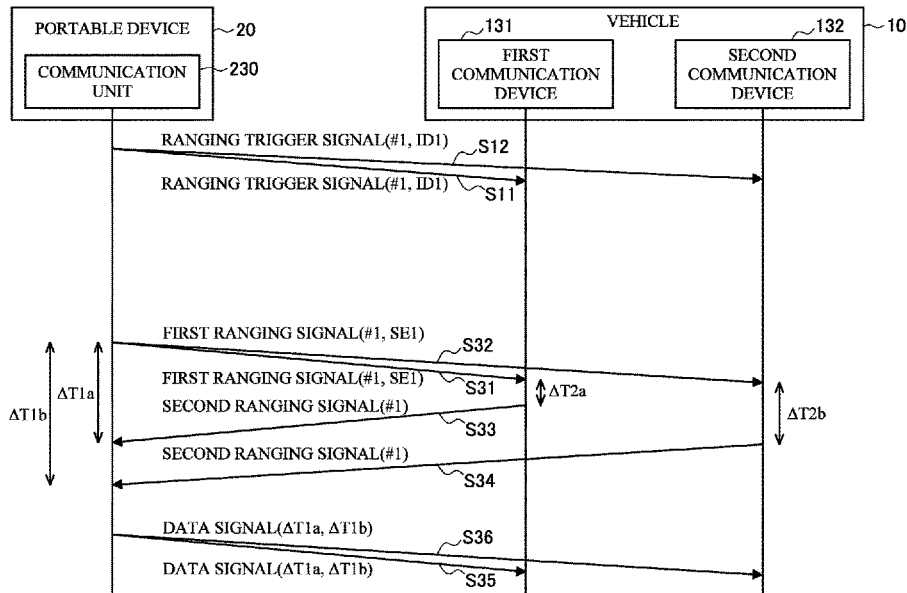 PORTABLE DEVICE
20
COMMUNICATION
UNIT
230
VEHICLE
10
131
FIRST
COMMUNICATION
DEVICE
132
SECOND
COMMUNICATION
DEVICE
RANGING TRIGGER SIGNAL(#1, ID1)
S12
RANGING TRIGGER SIGNAL(#1, ID1)
S11
FIRST RANGING SIGNAL(#1, SE1)
S32
FIRST RANGING SIGNAL(#1, SE1)
S31
ΔT1a
ΔT1b
ΔT2a
ΔT2b
SECOND RANGING SIGNAL(#1)
S33
SECOND RANGING SIGNAL(#1)
S34
DATA SIGNAL(ΔT1a, ΔT1b)
S36
DATA SIGNAL(ΔT1a, ΔT1b)
S35